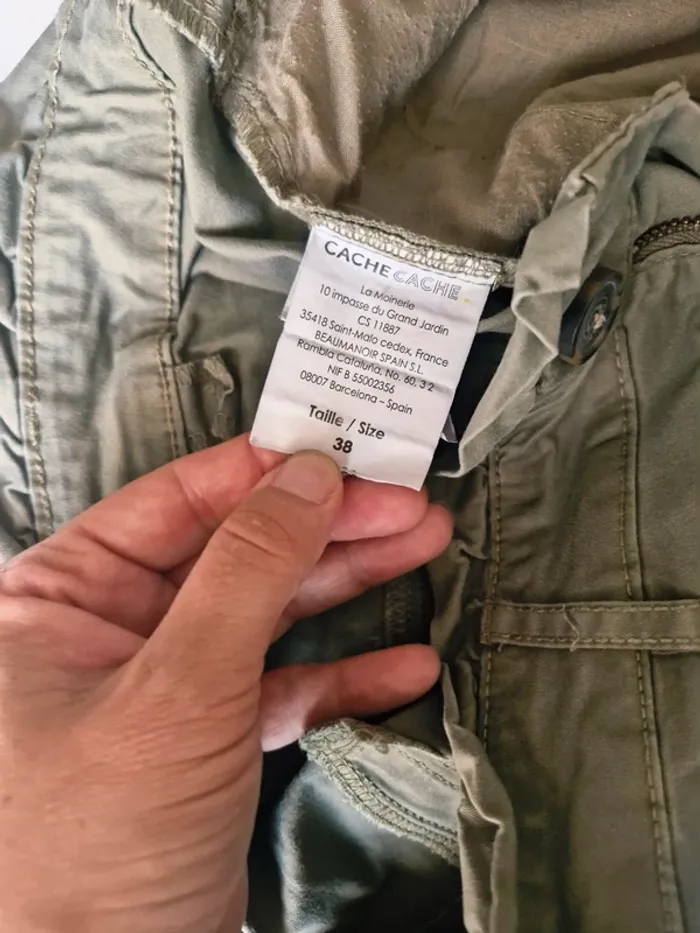 CACHE CACHE
La Moinerie
10 impasse du Grand Jardin
CS 11887
35418 Saint-Malo cedex, France
BEAUMANOIR SPAIN S.L.
Rambla Cataluña, No. 60, 3 2
NIF B 55002356
08007 Barcelona – Spain
Taille / Size
38